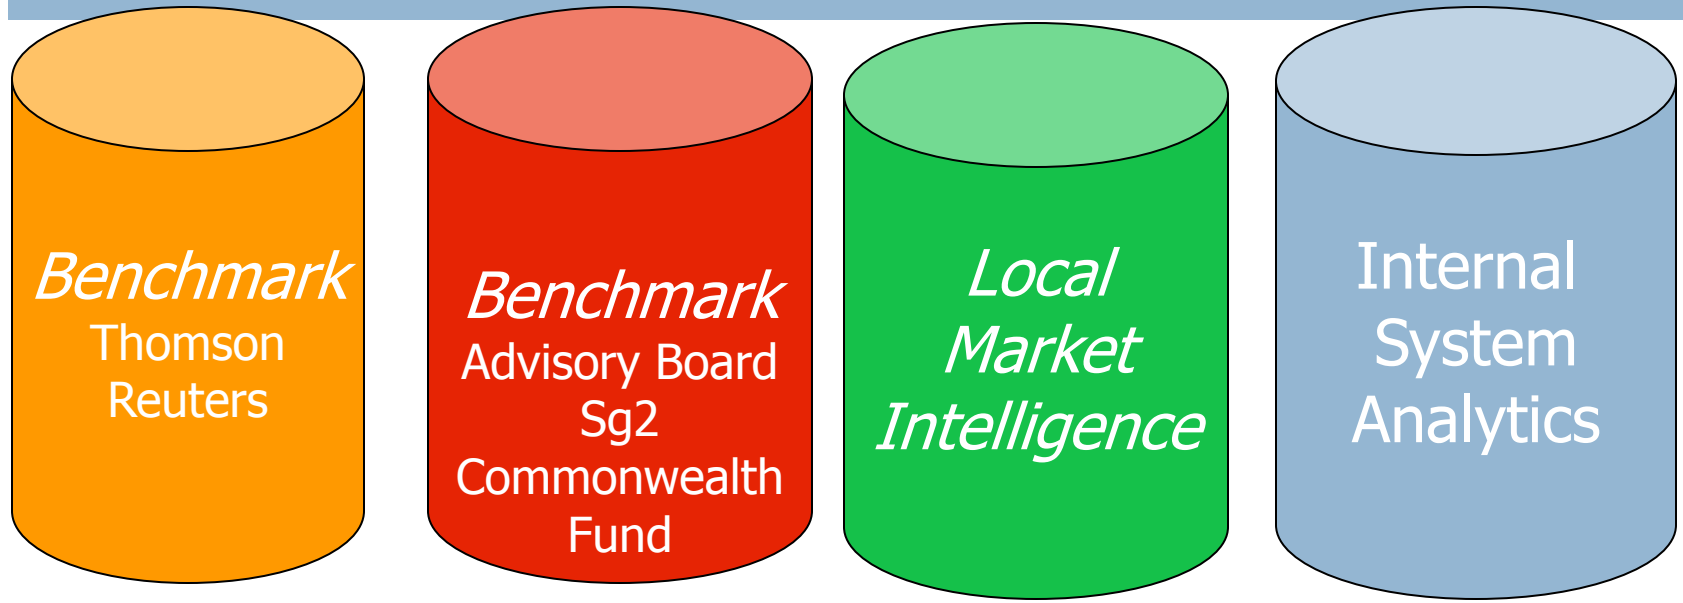 Benchmark
Thomson
Reuters
Benchmark
Advisory Board
Sg2
Commonwealth
Fund
Local
Market
Intelligence
Internal
System
Analytics